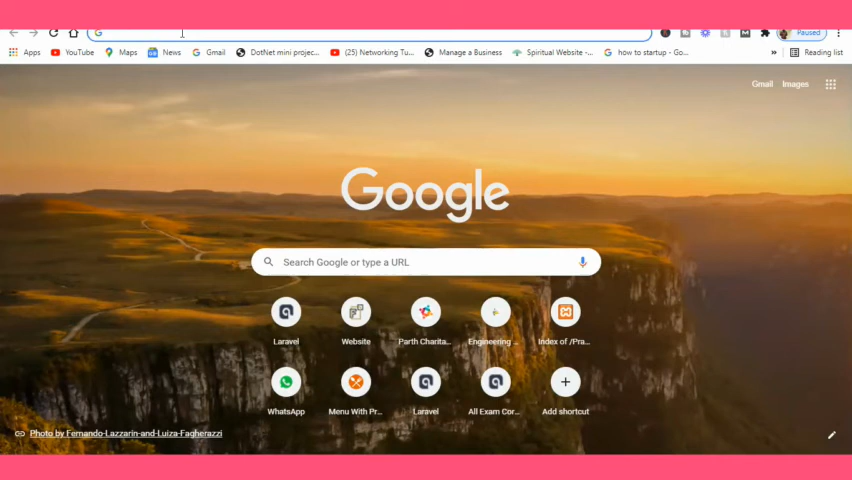 Paused
Apps YouTube Maps News Gmail DotNet mini projec... (25) Networking Tu... Manage a Business Spiritual Website -... how to startup - Go... » Reading list
Gmail Images
Google
Search Google or type a URL
Laravel Website Parth Charita... Engineering ... Index of /Pra...
WhatsApp Menu With Pr... Laravel All Exam Cor... Add shortcut
Photo by Fernando-Lazzarin-and-Luiza-Fagherazzi